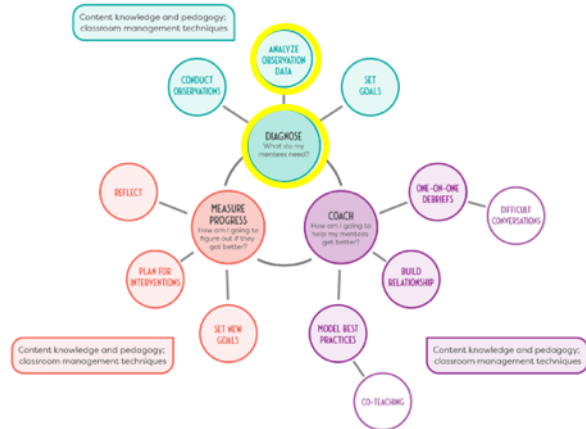 Content knowledge and pedagogy;
classroom management techniques
ANALYZE
OBSERVATION
DATA
CONDUCT
OBSERVATIONS
SET
GOALS
DIAGNOSE
What do my
mentees need?
REFLECT
MEASURE
PROGRESS
How am I going to
figure out if they
got better?
COACH
How am I going to
help my mentees
get better?
ONE-ON-ONE
DEBRIEFS
DIFFICULT
CONVERSATIONS
PLAN FOR
INTERVENTIONS
BUILD
RELATIONSHIP
SET NEW
GOALS
MODEL BEST
PRACTICES
Content knowledge and pedagogy;
classroom management techniques
Content knowledge and pedagogy;
classroom management techniques
CO-TEACHING